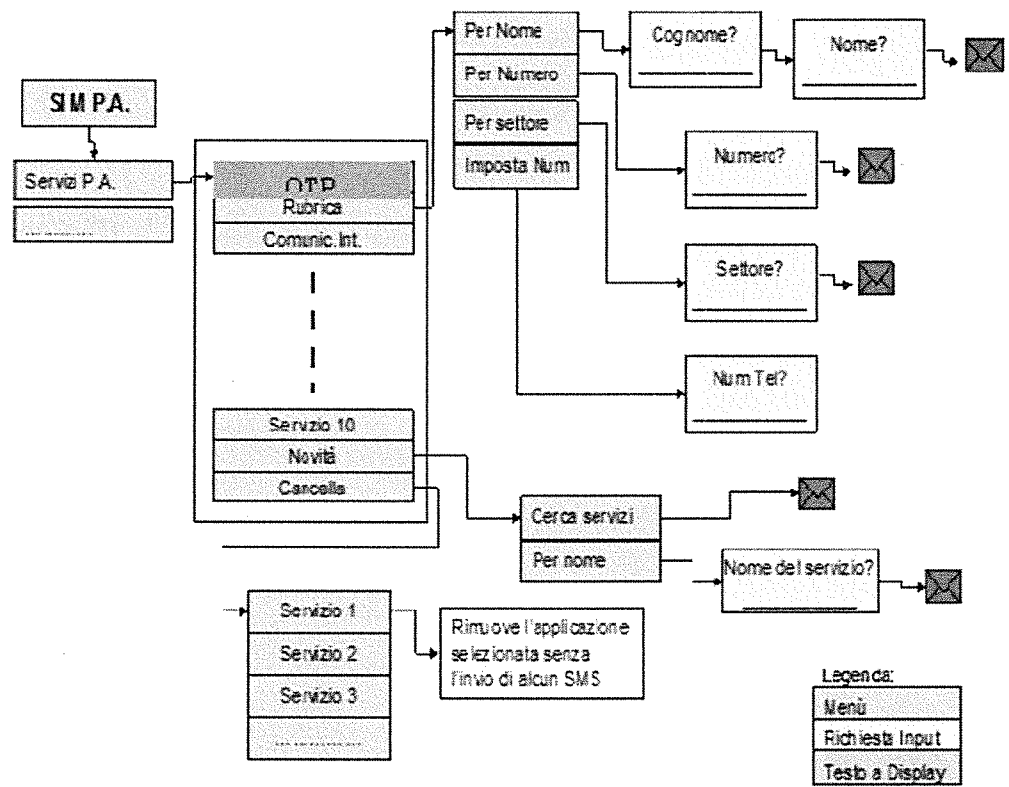 SIM P.A.
Servizi P.A.
OTP
Rubrica
Comunic.Int.
Servizio 10
Novità
Cancella
Per Nome
Per Numero
Per settore
Imposta Num
Cognome?
Nome?
Numero?
Settore?
Num Tel?
Cerca servizi
Per nome
Nome del servizio?
Servizio 1
Servizio 2
Servizio 3
Rimuove l'applicazione
selezionata senza
l'invio di alcun SMS
Legenda:
Menù
Richiesta Input
Testo a Display